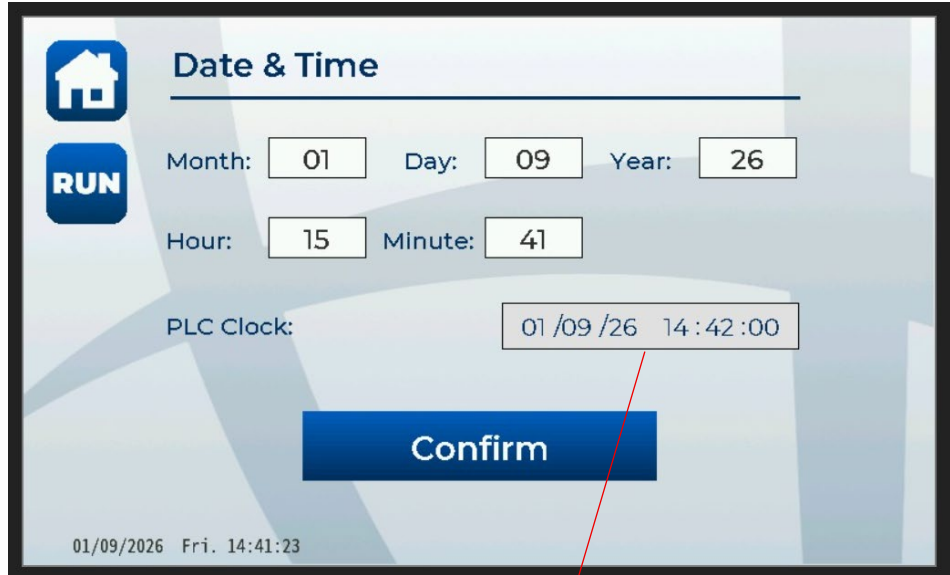 Date & Time
RUN
Month: 01 Day: 09 Year: 26
Hour: 15 Minute: 41
PLC Clock: 01 /09 /26 14:42:00
Confirm
01/09/2026 Fri. 14:41:23